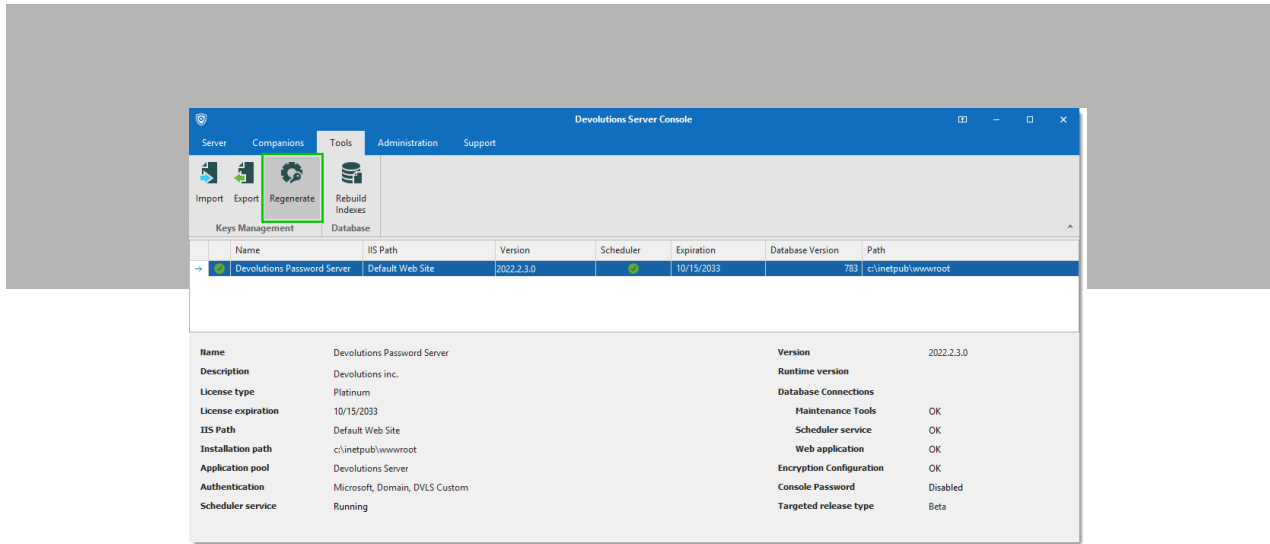 Devolutions Server Console
Server Companions Tools Administration Support
Import Export Regenerate Rebuild Indexes
Keys Management Database
Name IIS Path Version Scheduler Expiration Database Version Path
Devolutions Password Server Default Web Site 2022.2.3.0 10/15/2033 783 c:\inetpub\wwwroot
Name Devolutions Password Server Version 2022.2.3.0
Description Devolutions inc. Runtime version
License type Platinum Database Connections
License expiration 10/15/2033 Maintenance Tools OK
IIS Path Default Web Site Scheduler service OK
Installation path c:\inetpub\wwwroot Web application OK
Application pool Devolutions Server Encryption Configuration OK
Authentication Microsoft, Domain, DVLS Custom Console Password Disabled
Scheduler service Running Targeted release type Beta